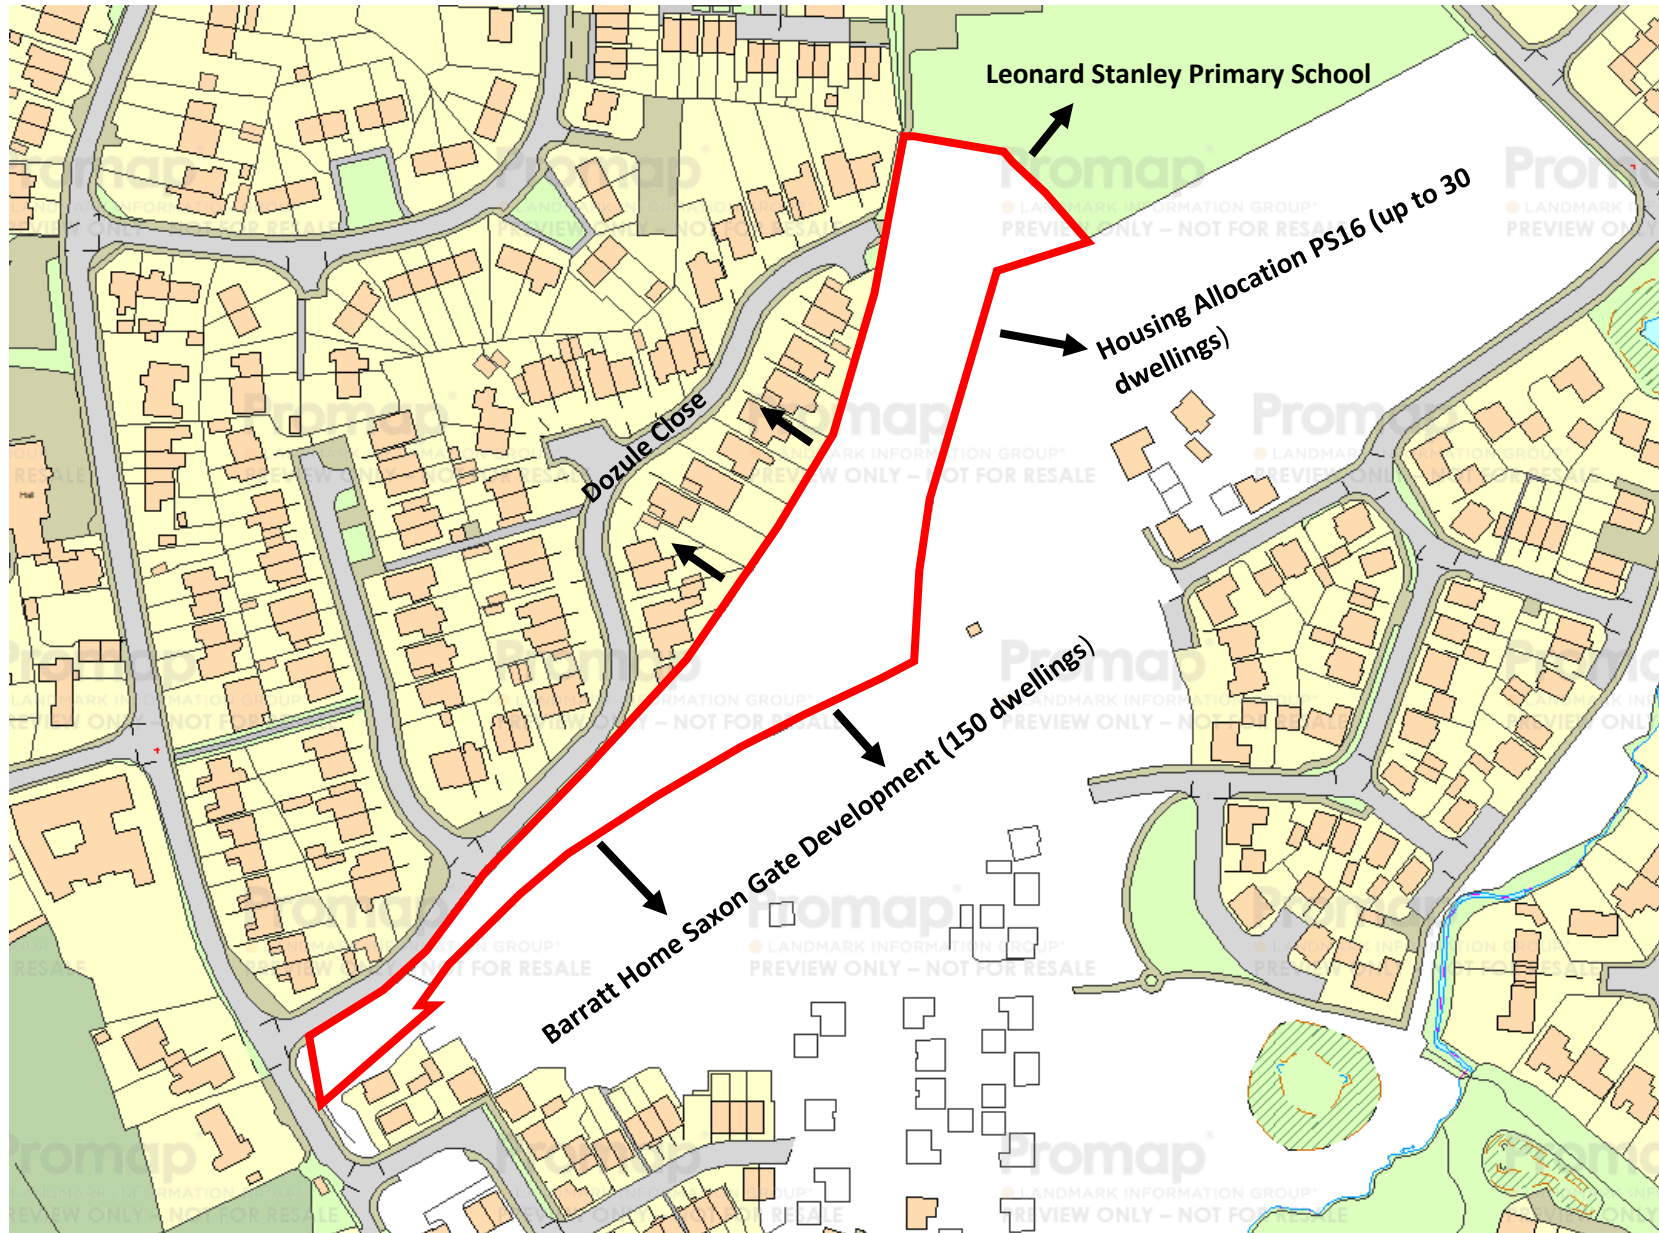 Leonard Stanley Primary School
Housing Allocation PS16 (up to 30
dwellings)
Dozule Close
Barratt Home Saxon Gate Development (150 dwellings)
Hall
Promap
LANDMARK INFORMATION GROUP
PREVIEW ONLY – NOT FOR RESALE